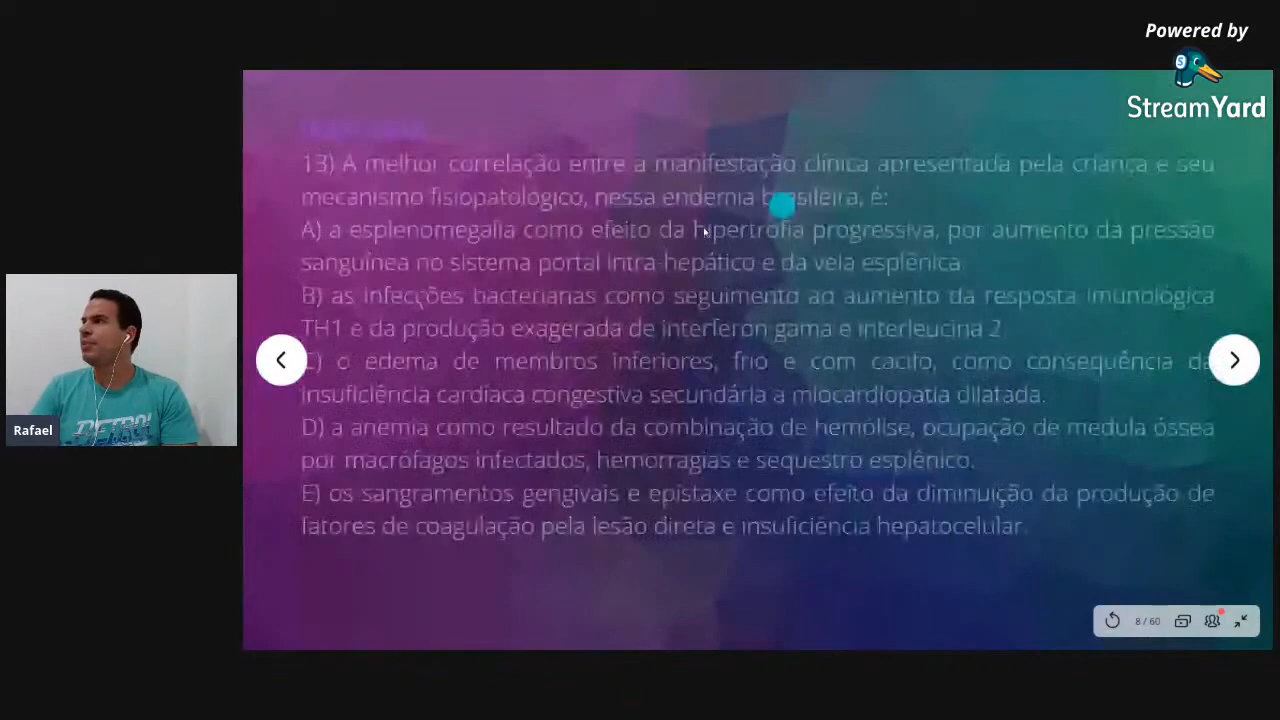 Powered by
StreamYard
13) A melhor correlação entre a manifestação clínica apresentada pela criança e seu
mecanismo fisiopatológico, nessa endemia brasileira, é:
A) a esplenomegalia como efeito da hipertrofia progressiva, por aumento da pressão
sanguínea no sistema portal intra-hepático e da veia esplênica.
B) as infecções bacterianas como seguimento ao aumento da resposta imunológica
TH1 e da produção exagerada de interferon gama e interleucina 2.
C) o edema de membros inferiores, frio e com cacifo, como consequência da
insuficiência cardíaca congestiva secundária a miocardiopatia dilatada.
D) a anemia como resultado da combinação de hemólise, ocupação de medula óssea
por macrófagos infectados, hemorragias e sequestro esplênico.
E) os sangramentos gengivais e epistaxe como efeito da diminuição da produção de
fatores de coagulação pela lesão direta e insuficiência hepatocelular.
Rafael
8 / 60